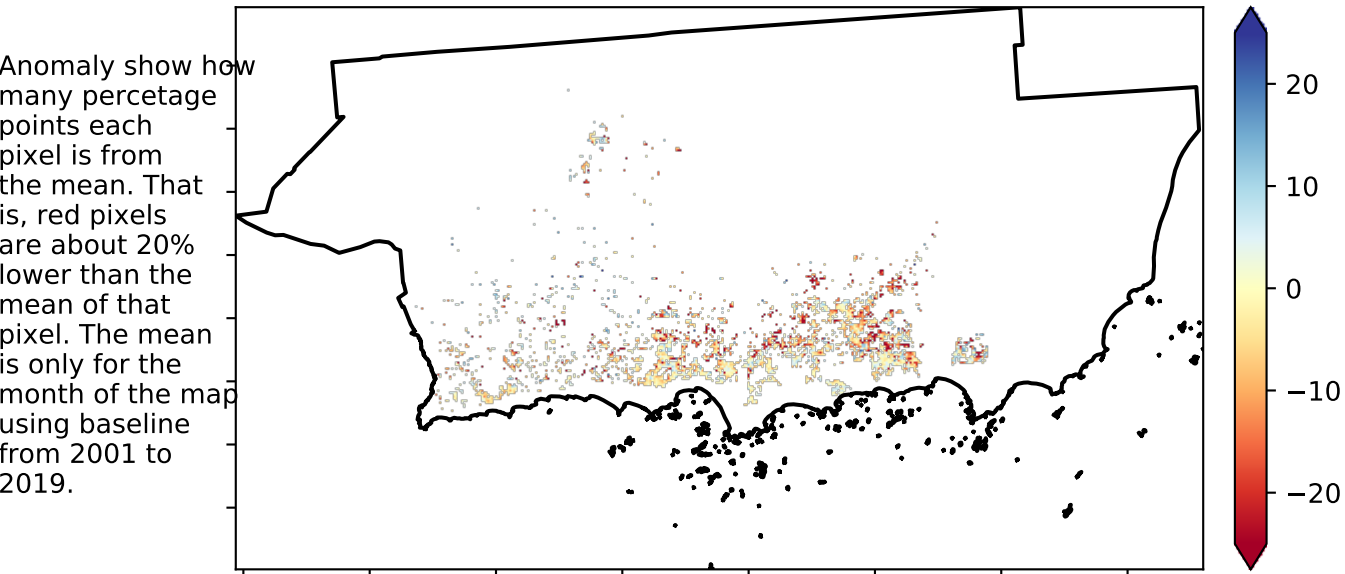 Anomaly show how
many percetage
points each
pixel is from
the mean. That
is, red pixels
are about 20%
lower than the
mean of that
pixel. The mean
is only for the
month of the map
using baseline
from 2001 to
2019.
20
10
0
−10
−20